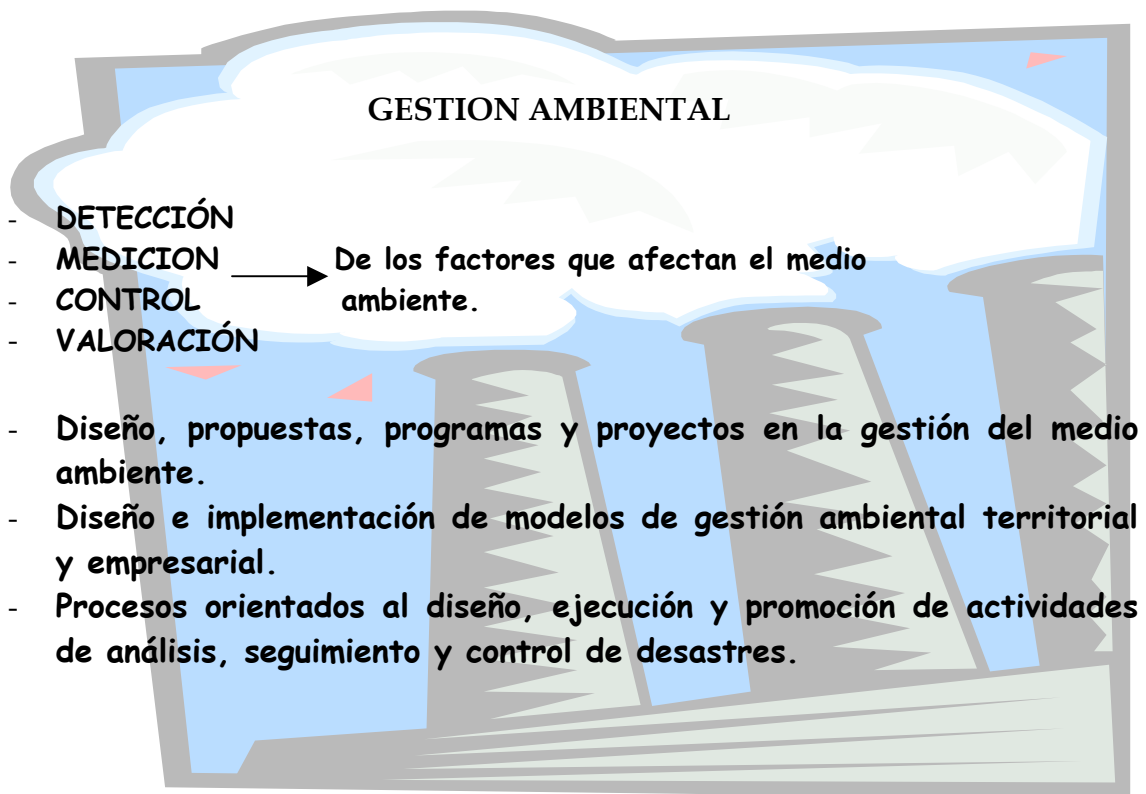 GESTION AMBIENTAL
- DETECCIÓN
- MEDICION De los factores que afectan el medio
- CONTROL ambiente.
- VALORACIÓN
- Diseño, propuestas, programas y proyectos en la gestión del medio
ambiente.
- Diseño e implementación de modelos de gestión ambiental territorial
y empresarial.
- Procesos orientados al diseño, ejecución y promoción de actividades
de análisis, seguimiento y control de desastres.